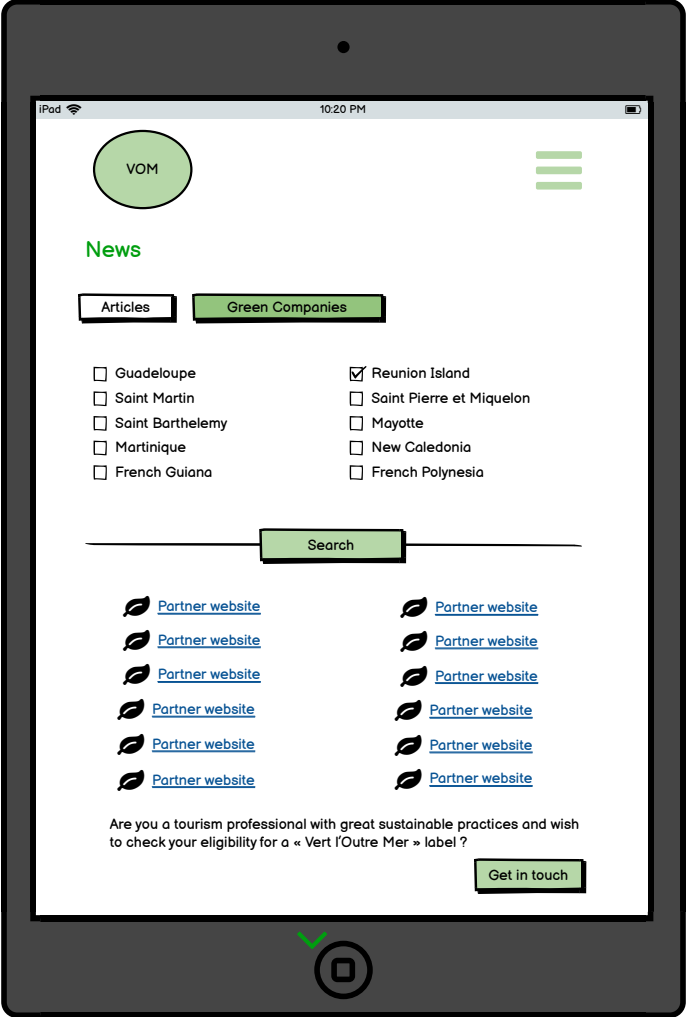 iPad 10:20 PM
VOM
News
Articles Green Companies
Guadeloupe
Saint Martin
Saint Barthelemy
Martinique
French Guiana
Reunion Island
Saint Pierre et Miquelon
Mayotte
New Caledonia
French Polynesia
Search
Partner website Partner website
Partner website Partner website
Partner website Partner website
Partner website Partner website
Partner website Partner website
Partner website Partner website
Are you a tourism professional with great sustainable practices and wish
to check your eligibility for a « Vert l'Outre Mer » label ?
Get in touch